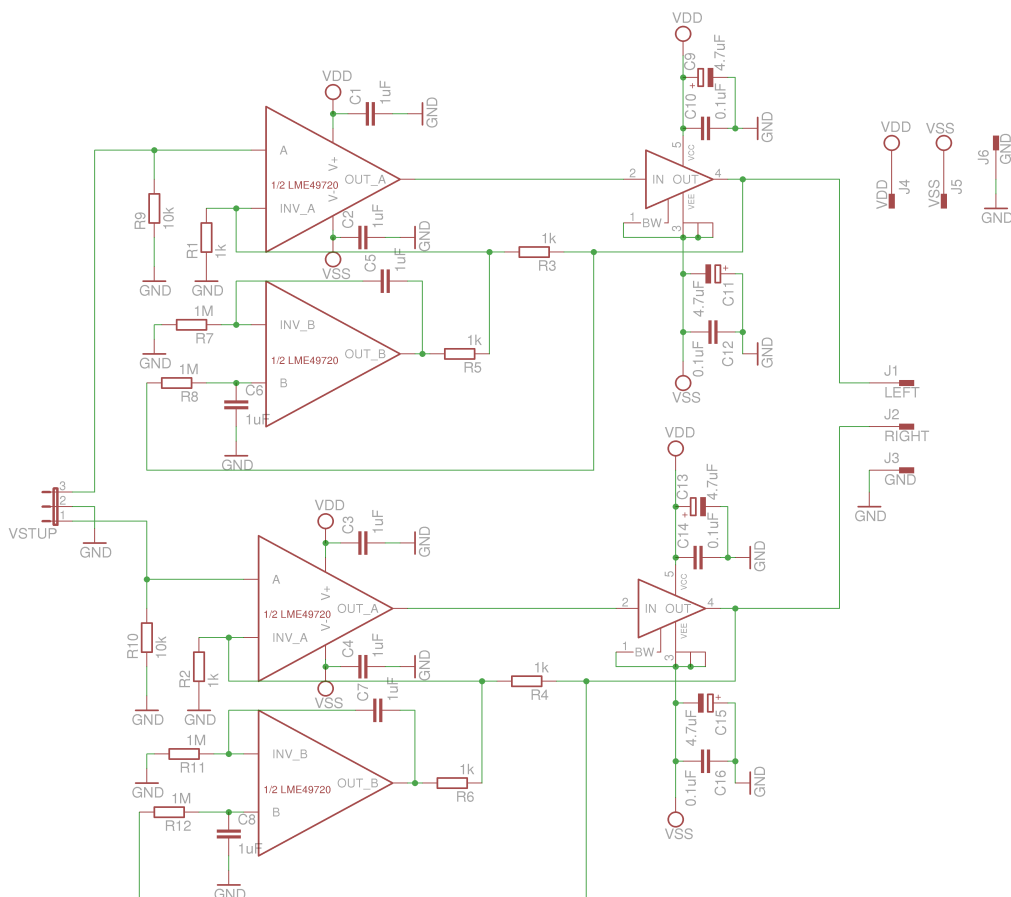 VDD
C9
4.7uF
C10
0.1uF
GND
VDD
C1
1uF
GND
A
V+
1/2 LME49720
OUT_A
V-
INV_A
R9
10k
GND
R1
1k
GND
C2
1uF
GND
VSS
5
VCC
2
IN OUT
4
VEE
1
BW
3
1k
R3
C5
1uF
1M
R7
GND
INV_B
1/2 LME49720
OUT_B
B
1k
R5
1M
R8
C6
1uF
GND
4.7uF
C11
0.1uF
C12
GND
VSS
VDD
VDD
J4
VSS
VSS
J5
J6
GND
GND
J1
LEFT
J2
RIGHT
J3
GND
GND
3
2
1
VSTUP
GND
VDD
C13
4.7uF
C14
0.1uF
GND
VDD
C3
1uF
GND
A
V+
1/2 LME49720
OUT_A
V-
INV_A
R10
10k
GND
R2
1k
GND
C4
1uF
GND
VSS
5
VCC
2
IN OUT
4
VEE
1
BW
3
1k
R4
C7
1uF
1M
R11
GND
INV_B
1/2 LME49720
OUT_B
B
1k
R6
1M
R12
C8
1uF
GND
4.7uF
C15
0.1uF
C16
GND
VSS